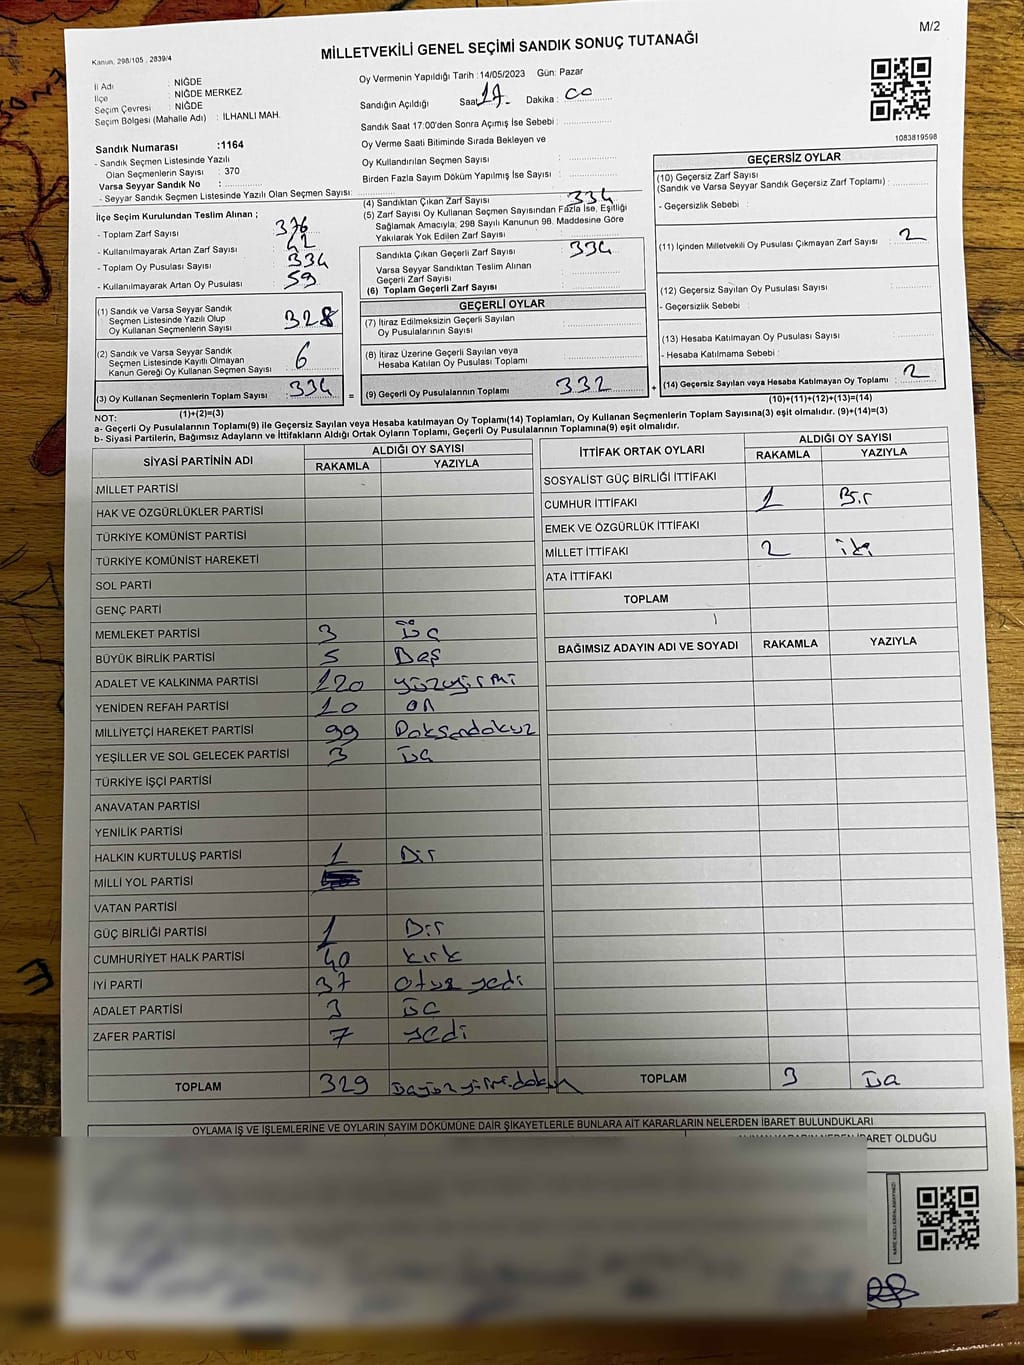 M/2
MİLLETVEKİLİ GENEL SEÇİMİ SANDIK SONUÇ TUTANAĞI
Kanun, 298/105 , 2839/4
İl Adı : NİĞDE
İlçe : NİĞDE MERKEZ
Seçim Çevresi : NİĞDE
Seçim Bölgesi (Mahalle Adı) : İLHANLI MAH.
Oy Vermenin Yapıldığı Tarih :14/05/2023 Gün: Pazar
Sandığın Açıldığı Saat: 17 Dakika : 00
Sandık Saat 17:00'den Sonra Açımış İse Sebebi :
Oy Verme Saati Bitiminde Sırada Bekleyen ve
Oy Kullandırılan Seçmen Sayısı :
Birden Fazla Sayım Döküm Yapılmış İse Sayısı :
1083819598
Sandık Numarası :1164
- Sandık Seçmen Listesinde Yazılı
Olan Seçmenlerin Sayısı : 370
Varsa Seyyar Sandık No :
- Seyyar Sandık Seçmen Listesinde Yazılı Olan Seçmen Sayısı:
İlçe Seçim Kurulundan Teslim Alınan ;
- Toplam Zarf Sayısı : 376
- Kullanılmayarak Artan Zarf Sayısı : 42
- Toplam Oy Pusulası Sayısı : 334
- Kullanılmayarak Artan Oy Pusulası : 59
(1) Sandık ve Varsa Seyyar Sandık
Seçmen Listesinde Yazılı Olup
Oy Kullanan Seçmenlerin Sayısı : 328
(2) Sandık ve Varsa Seyyar Sandık
Seçmen Listesinde Kayıtlı Olmayan
Kanun Gereği Oy Kullanan Seçmen Sayısı : 6
(3) Oy Kullanan Seçmenlerin Toplam Sayısı : 334
(1)+(2)=(3)
(4) Sandıktan Çıkan Zarf Sayısı : 334
(5) Zarf Sayısı Oy Kullanan Seçmen Sayısından Fazla İse, Eşitliği
Sağlamak Amacıyla; 298 Sayılı Kanunun 98. Maddesine Göre
Yakılarak Yok Edilen Zarf Sayısı :
Sandıkta Çıkan Geçerli Zarf Sayısı : 334
Varsa Seyyar Sandıktan Teslim Alınan
Geçerli Zarf Sayısı :
(6) Toplam Geçerli Zarf Sayısı :
GEÇERLİ OYLAR
(7) İtiraz Edilmeksizin Geçerli Sayılan
Oy Pusulalarının Sayısı :
(8) İtiraz Üzerine Geçerli Sayılan veya
Hesaba Katılan Oy Pusulası Toplamı :
= (9) Geçerli Oy Pusulalarının Toplamı : 332 +
GEÇERSİZ OYLAR
(10) Geçersiz Zarf Sayısı
(Sandık ve Varsa Seyyar Sandık Geçersiz Zarf Toplamı) :
- Geçersizlik Sebebi :
(11) İçinden Milletvekili Oy Pusulası Çıkmayan Zarf Sayısı : 2
(12) Geçersiz Sayılan Oy Pusulası Sayısı :
- Geçersizlik Sebebi :
(13) Hesaba Katılmayan Oy Pusulası Sayısı :
- Hesaba Katılmama Sebebi :
(14) Geçersiz Sayılan veya Hesaba Katılmayan Oy Toplamı : 2
(10)+(11)+(12)+(13)=(14)
NOT:
a- Geçerli Oy Pusulalarının Toplamı(9) ile Geçersiz Sayılan veya Hesaba katılmayan Oy Toplamı(14) Toplamları, Oy Kullanan Seçmenlerin Toplam Sayısına(3) eşit olmalıdır. (9)+(14)=(3)
b- Siyasi Partilerin, Bağımsız Adayların ve İttifakların Aldığı Ortak Oyların Toplamı, Geçerli Oy Pusulalarının Toplamına(9) eşit olmalıdır.
SİYASİ PARTİNİN ADI ALDIĞI OY SAYISI
RAKAMLA YAZIYLA
MİLLET PARTİSİ
HAK VE ÖZGÜRLÜKLER PARTİSİ
TÜRKİYE KOMÜNİST PARTİSİ
TÜRKİYE KOMÜNİST HAREKETİ
SOL PARTİ
GENÇ PARTİ
MEMLEKET PARTİSİ 3 Üç
BÜYÜK BİRLİK PARTİSİ 5 Beş
ADALET VE KALKINMA PARTİSİ 120 yüzyirmi
YENİDEN REFAH PARTİSİ 10 on
MİLLİYETÇİ HAREKET PARTİSİ 99 Doksandokuz
YEŞİLLER VE SOL GELECEK PARTİSİ 3 Üç
TÜRKİYE İŞÇİ PARTİSİ
ANAVATAN PARTİSİ
YENİLİK PARTİSİ
HALKIN KURTULUŞ PARTİSİ 1 Bir
MİLLİ YOL PARTİSİ
VATAN PARTİSİ
GÜÇ BİRLİĞİ PARTİSİ 1 Bir
CUMHURİYET HALK PARTİSİ 40 kırk
İYİ PARTİ 37 otuz yedi
ADALET PARTİSİ 3 Üç
ZAFER PARTİSİ 7 yedi
TOPLAM 329 üçyüzyirmidokuz
İTTİFAK ORTAK OYLARI ALDIĞI OY SAYISI
RAKAMLA YAZIYLA
SOSYALİST GÜÇ BİRLİĞİ İTTİFAKI
CUMHUR İTTİFAKI 1 Bir
EMEK VE ÖZGÜRLÜK İTTİFAKI
MİLLET İTTİFAKI 2 iki
ATA İTTİFAKI
TOPLAM
BAĞIMSIZ ADAYIN ADI VE SOYADI RAKAMLA YAZIYLA
TOPLAM 3 Üç
OYLAMA İŞ VE İŞLEMLERİNE VE OYLARIN SAYIM DÖKÜMÜNE DAİR ŞİKAYETLERLE BUNLARA AİT KARARLARIN NELERDEN İBARET BULUNDUKLARI
İBARET OLDUĞU